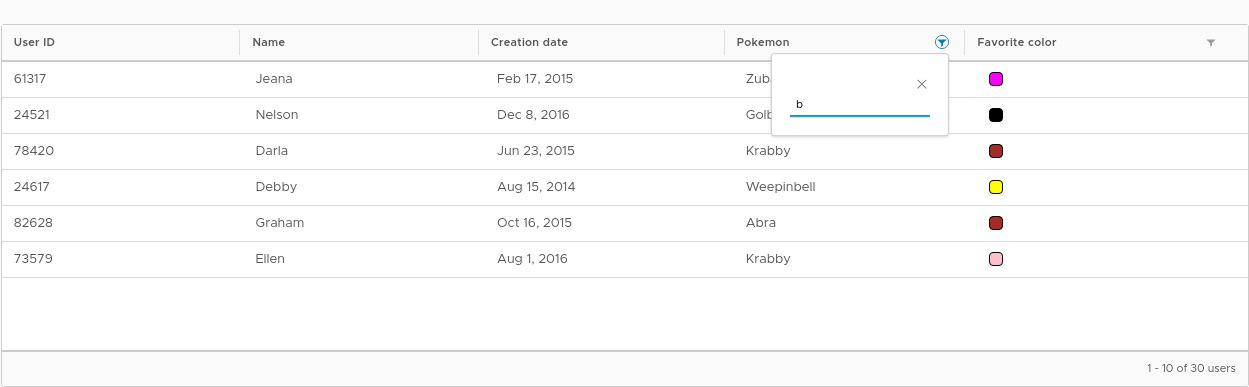 User ID Name Creation date Pokemon Favorite color
61317 Jeana Feb 17, 2015
b
24521 Nelson Dec 8, 2016
78420 Darla Jun 23, 2015 Krabby
24617 Debby Aug 15, 2014 Weepinbell
82628 Graham Oct 16, 2015 Abra
73579 Ellen Aug 1, 2016 Krabby
1 - 10 of 30 users